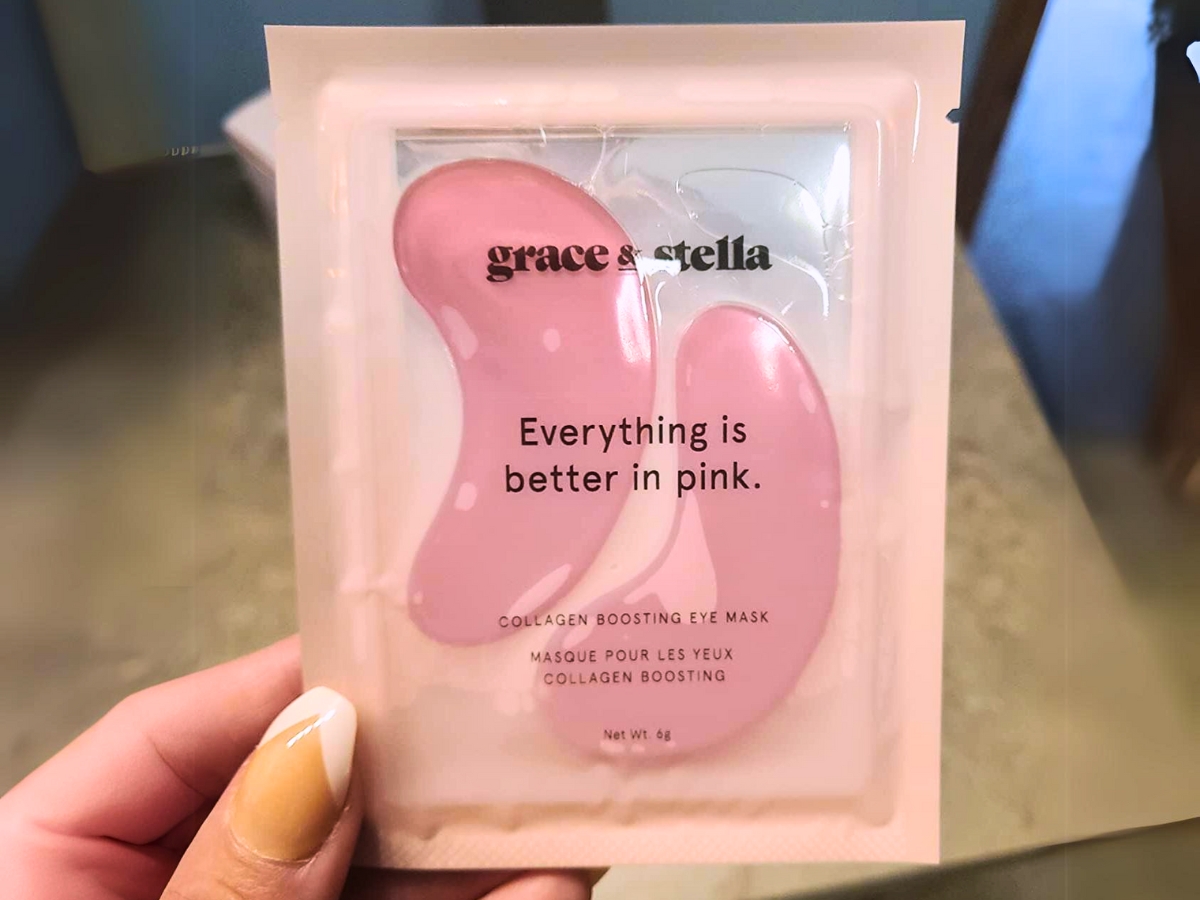 grace & stella
Everything is
better in pink.
COLLAGEN BOOSTING EYE MASK
MASQUE POUR LES YEUX
COLLAGEN BOOSTING
Net Wt. 6g